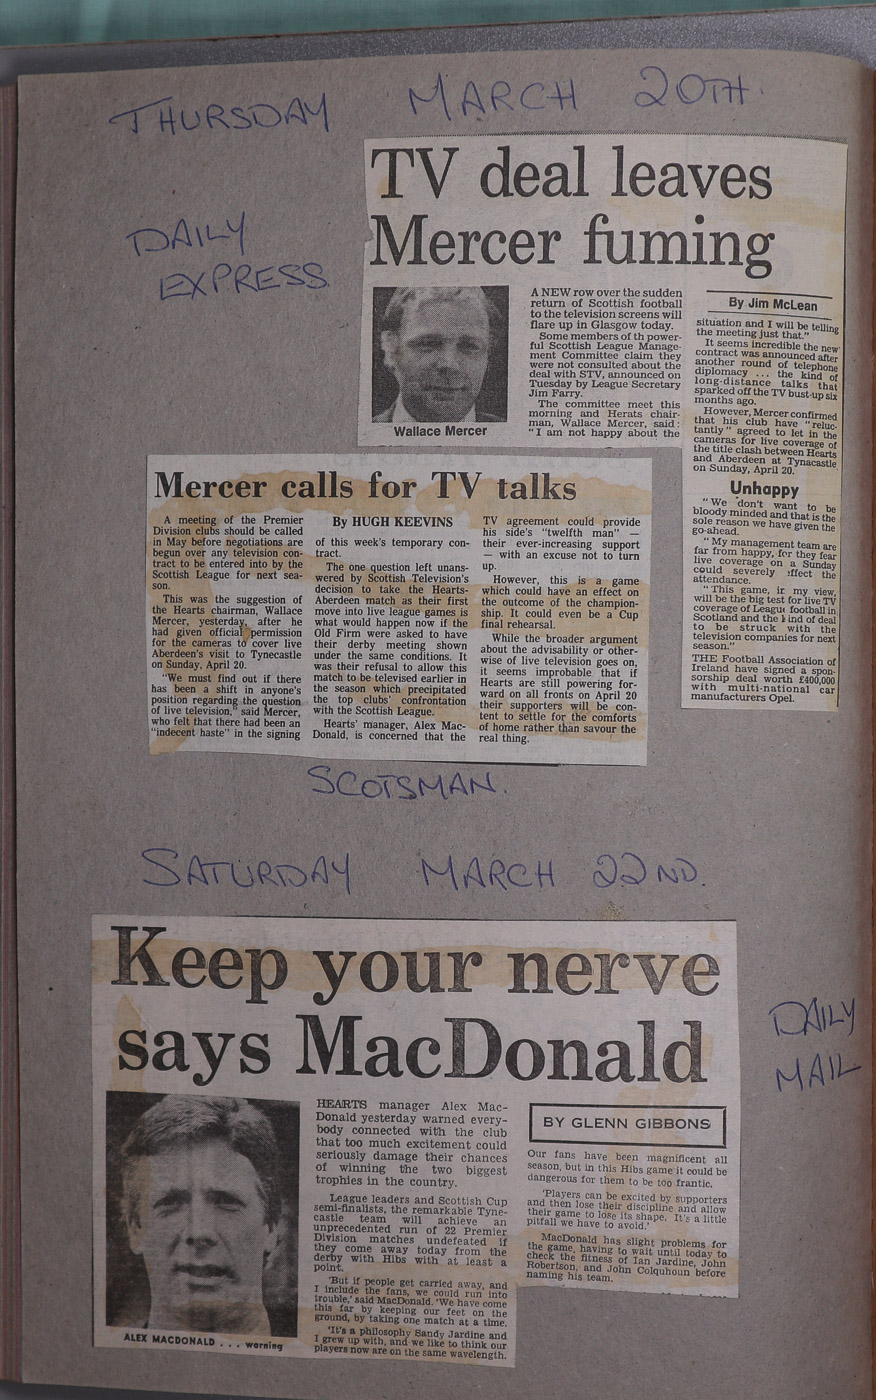 THURSDAY MARCH 20TH.
DAILY
EXPRESS.
TV deal leaves
Mercer fuming
Wallace Mercer
A NEW row over the sudden
return of Scottish football
to the television screens will
flare up in Glasgow today.
Some members of th power-
ful Scottish League Manage-
ment Committee claim they
were not consulted about the
deal with STV, announced on
Tuesday by League Secretary
Jim Farry.
The committee meet this
morning and Herats chair-
man, Wallace Mercer, said:
"I am not happy about the
By Jim McLean
situation and I will be telling
the meeting just that."
It seems incredible the new
contract was announced after
another round of telephone
diplomacy ... the kind of
long-distance talks that
sparked off the TV bust-up six
months ago.
However, Mercer confirmed
that his club have "reluc-
tantly" agreed to let in the
cameras for live coverage of
the title clash between Hearts
and Aberdeen at Tynacastle
on Sunday, April 20.
Unhappy
"We don't want to be
bloody minded and that is the
sole reason we have given the
go-ahead.
"My management team are
far from happy, for they fear
live coverage on a Sunday
could severely effect the
attendance.
"This game, in my view,
will be the big test for live TV
coverage of League football in
Scotland and the kind of deal
to be struck with the
television companies for next
season."
THE Football Association of
Ireland have signed a spon-
sorship deal worth £400,000
with multi-national car
manufacturers Opel.
Mercer calls for TV talks
A meeting of the Premier
Division clubs should be called
in May before negotiations are
begun over any television con-
tract to be entered into by the
Scottish League for next sea-
son.
This was the suggestion of
the Hearts chairman, Wallace
Mercer, yesterday, after he
had given official permission
for the cameras to cover live
Aberdeen's visit to Tynecastle
on Sunday, April 20.
"We must find out if there
has been a shift in anyone's
position regarding the question
of live television," said Mercer,
who felt that there had been an
"indecent haste" in the signing
By HUGH KEEVINS
of this week's temporary con-
tract.
The one question left unans-
wered by Scottish Television's
decision to take the Hearts-
Aberdeen match as their first
move into live league games is
what would happen now if the
Old Firm were asked to have
their derby meeting shown
under the same conditions. It
was their refusal to allow this
match to be televised earlier in
the season which precipitated
the top clubs' confrontation
with the Scottish League.
Hearts' manager, Alex Mac-
Donald, is concerned that the
TV agreement could provide
his side's "twelfth man" —
their ever-increasing support
— with an excuse not to turn
up.
However, this is a game
which could have an effect on
the outcome of the champion-
ship. It could even be a Cup
final rehearsal.
While the broader argument
about the advisability or other-
wise of live television goes on,
it seems improbable that if
Hearts are still powering for-
ward on all fronts on April 20
their supporters will be con-
tent to settle for the comforts
of home rather than savour the
real thing.
SCOTSMAN.
SATURDAY MARCH 22ND.
DAILY
MAIL
Keep your nerve
says MacDonald
ALEX MACDONALD . . . warning
HEARTS manager Alex Mac-
Donald yesterday warned every-
body connected with the club
that too much excitement could
seriously damage their chances
of winning the two biggest
trophies in the country.
League leaders and Scottish Cup
semi-finalists, the remarkable Tyne-
castle team will achieve an
unprecedented run of 22 Premier
Division matches undefeated if
they come away today from the
derby with Hibs with at least a
point.
'But if people get carried away, and
I include the fans, we could run into
trouble,' said MacDonald. 'We have come
this far by keeping our feet on the
ground, by taking one match at a time.
'It's a philosophy Sandy Jardine and
I grew up with, and we like to think our
players now are on the same wavelength.
BY GLENN GIBBONS
Our fans have been magnificent all
season, but in this Hibs game it could be
dangerous for them to be too frantic.
'Players can be excited by supporters
and then lose their discipline and allow
their game to lose its shape. It's a little
pitfall we have to avoid.'
MacDonald has slight problems for
the game, having to wait until today to
check the fitness of Ian Jardine, John
Robertson, and John Colquhoun before
naming his team.